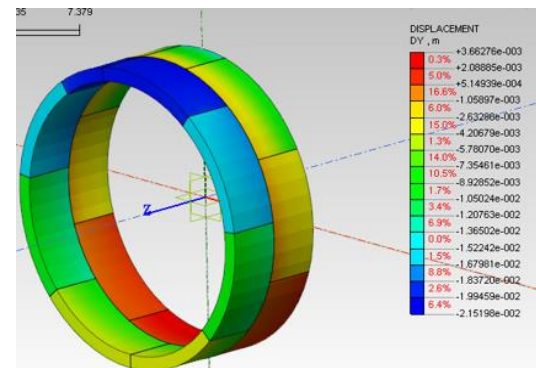 35 7.379
DISPLACEMENT
DY , m
+3.66276e-003
0.3%
+2.08885e-003
5.0%
+5.14939e-004
16.6%
-1.05897e-003
6.0%
-2.63286e-003
15.0%
-4.20679e-003
1.3%
-5.78070e-003
14.0%
-7.35461e-003
10.5%
-8.92852e-003
1.7%
-1.05024e-002
3.4%
-1.20763e-002
6.9%
-1.36502e-002
0.0%
-1.52242e-002
1.5%
-1.67981e-002
8.8%
-1.83720e-002
2.6%
-1.99459e-002
6.4%
-2.15198e-002
Z